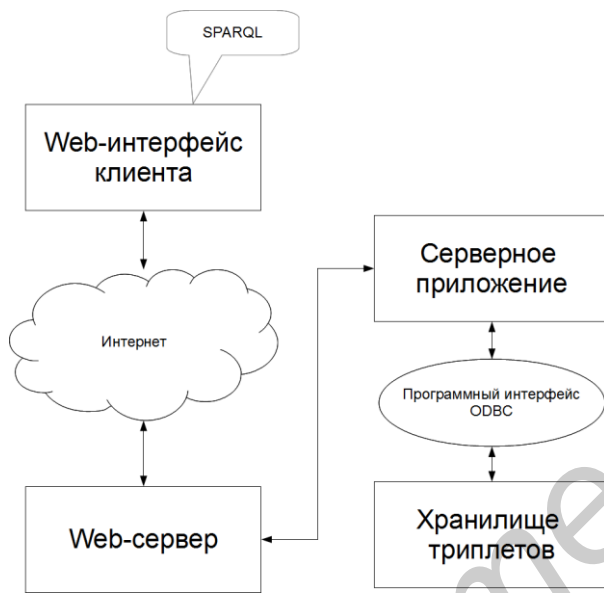 SPARQL
Web-интерфейс
клиента
Интернет
Web-сервер
Серверное
приложение
Программный интерфейс
ODBC
Хранилище
триплетов